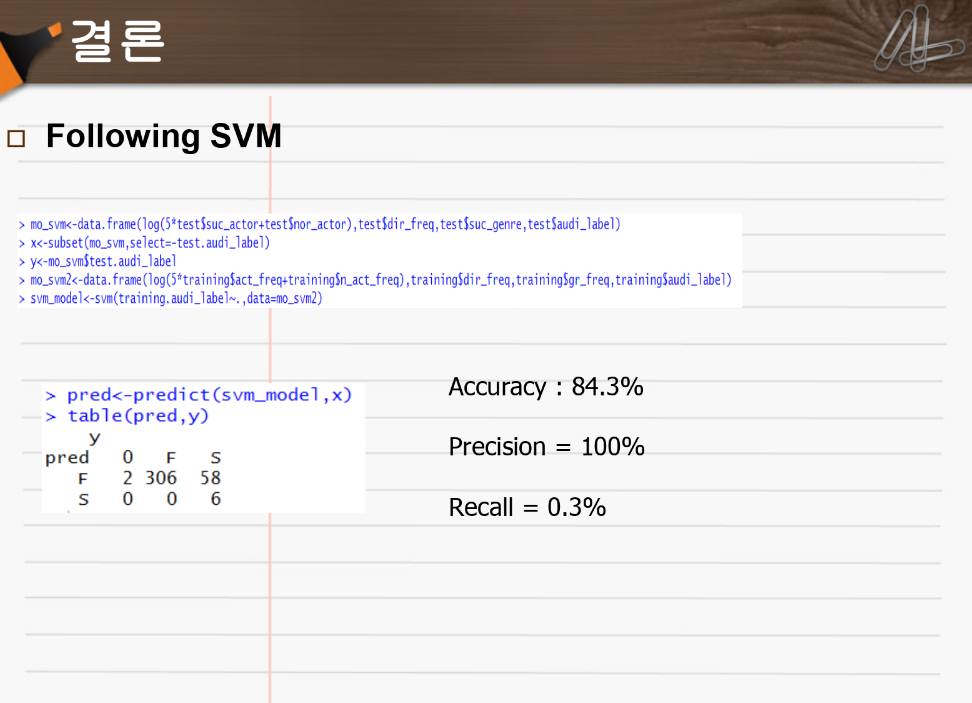 결론
Following SVM
> mo_svm<-data.frame(log(5*test$suc_actor+test$nor_actor),test$dir_freq,test$suc_genre,test$audi_label)
> x<-subset(mo_svm,select=-test.audi_label)
> y<-mo_svm$test.audi_label
> mo_svm2<-data.frame(log(5*training$act_freq+training$n_act_freq),training$dir_freq,training$gr_freq,training$audi_label)
> svm_model<-svm(training.audi_label~.,data=mo_svm2)
> pred<-predict(svm_model,x)
> table(pred,y)
y
pred 0 F S
F 2 306 58
S 0 0 6
Accuracy : 84.3%
Precision = 100%
Recall = 0.3%